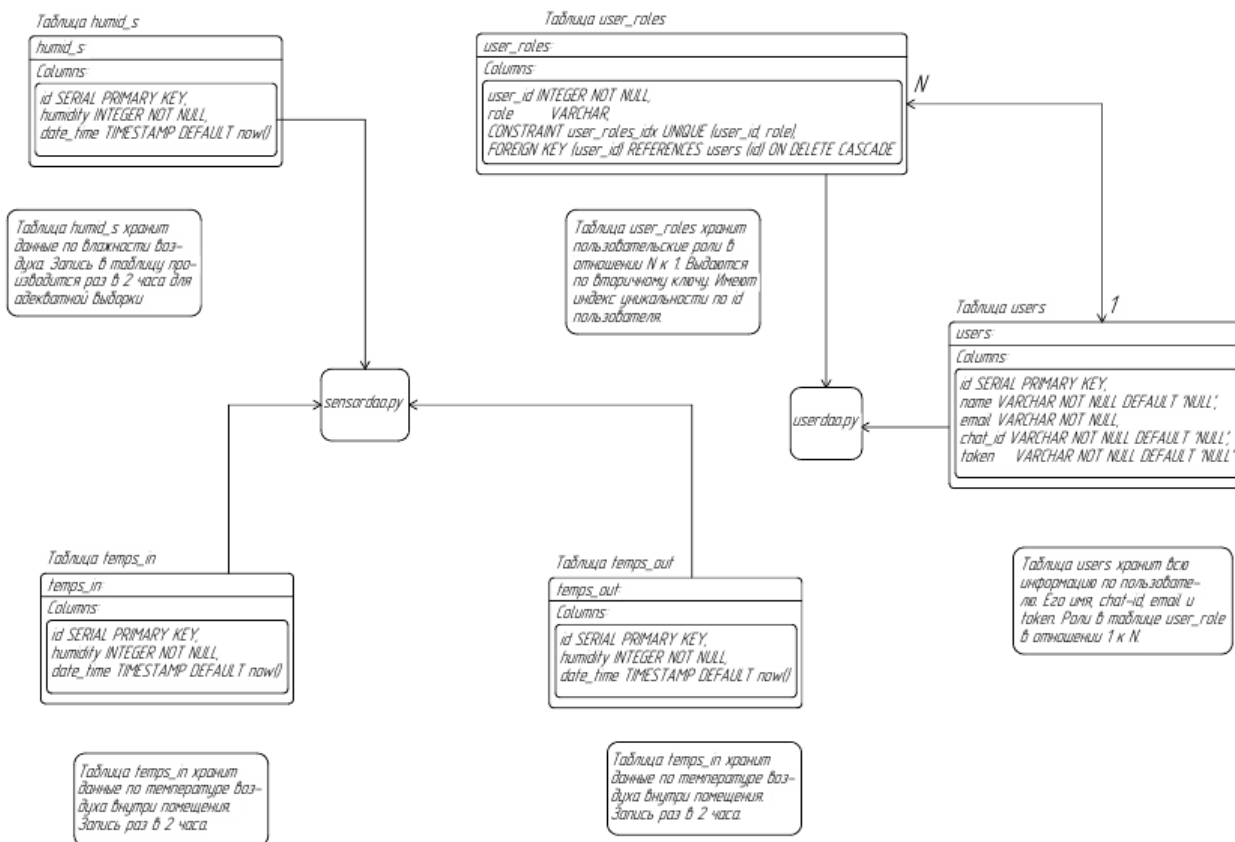 Таблица humid_s
humid_s:
Columns:
id SERIAL PRIMARY KEY,
humidity INTEGER NOT NULL,
date_time TIMESTAMP DEFAULT now()
Таблица humid_s хранит
данные по влажности воз-
духа. Запись в таблицу про-
изводится раз в 2 часа для
адекватной выборки
Таблица user_roles
user_roles:
Columns:
user_id INTEGER NOT NULL,
role VARCHAR,
CONSTRAINT user_roles_idx UNIQUE (user_id, role),
FOREIGN KEY (user_id) REFERENCES users (id) ON DELETE CASCADE
N
Таблица user_roles хранит
пользовательские роли в
отношении N к 1. Выдаются
по вторичному ключу. Имеют
индекс уникальности по id
пользователя.
1
Таблица users
users:
Columns:
id SERIAL PRIMARY KEY,
name VARCHAR NOT NULL DEFAULT 'NULL',
email VARCHAR NOT NULL,
chat_id VARCHAR NOT NULL DEFAULT 'NULL',
token VARCHAR NOT NULL DEFAULT 'NULL'
sensordao.py
userdao.py
Таблица users хранит всю
информацию по пользовате-
лю. Его имя, chat-id, email и
token. Роли в таблице user_role
в отношении 1 к N.
Таблица temps_in
temps_in:
Columns:
id SERIAL PRIMARY KEY,
humidity INTEGER NOT NULL,
date_time TIMESTAMP DEFAULT now()
Таблица temps_in хранит
данные по температуре воз-
духа внутри помещения.
Запись раз в 2 часа.
Таблица temps_out
temps_out:
Columns:
id SERIAL PRIMARY KEY,
humidity INTEGER NOT NULL,
date_time TIMESTAMP DEFAULT now()
Таблица temps_in хранит
данные по температуре воз-
духа внутри помещения.
Запись раз в 2 часа.